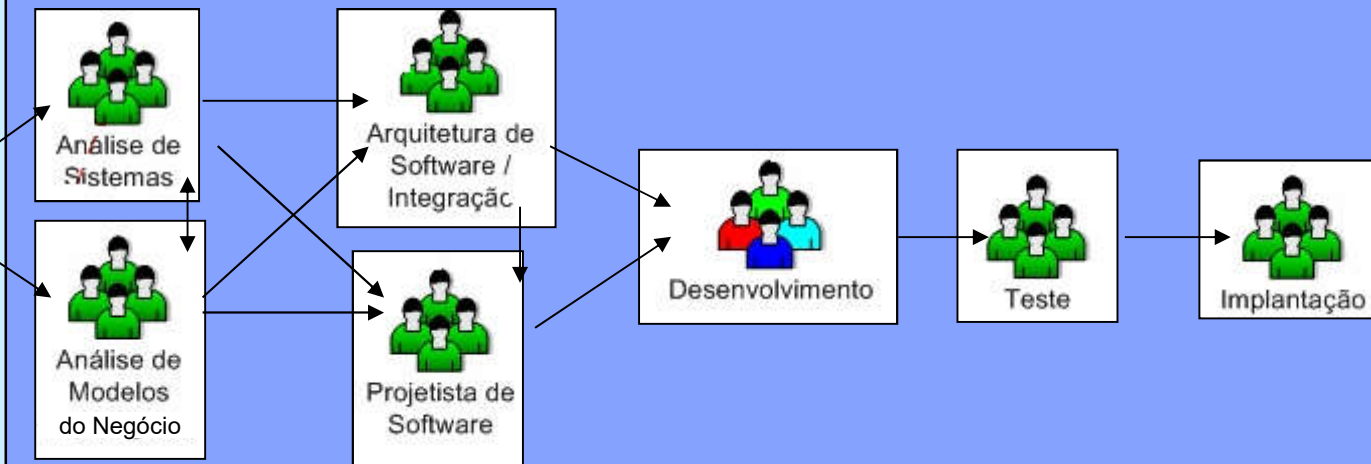 Análise de
Sistemas
Análise de
Modelos
do Negócio
Arquitetura de
Software /
Integração
Projetista de
Software
Desenvolvimento
Teste
Implantação